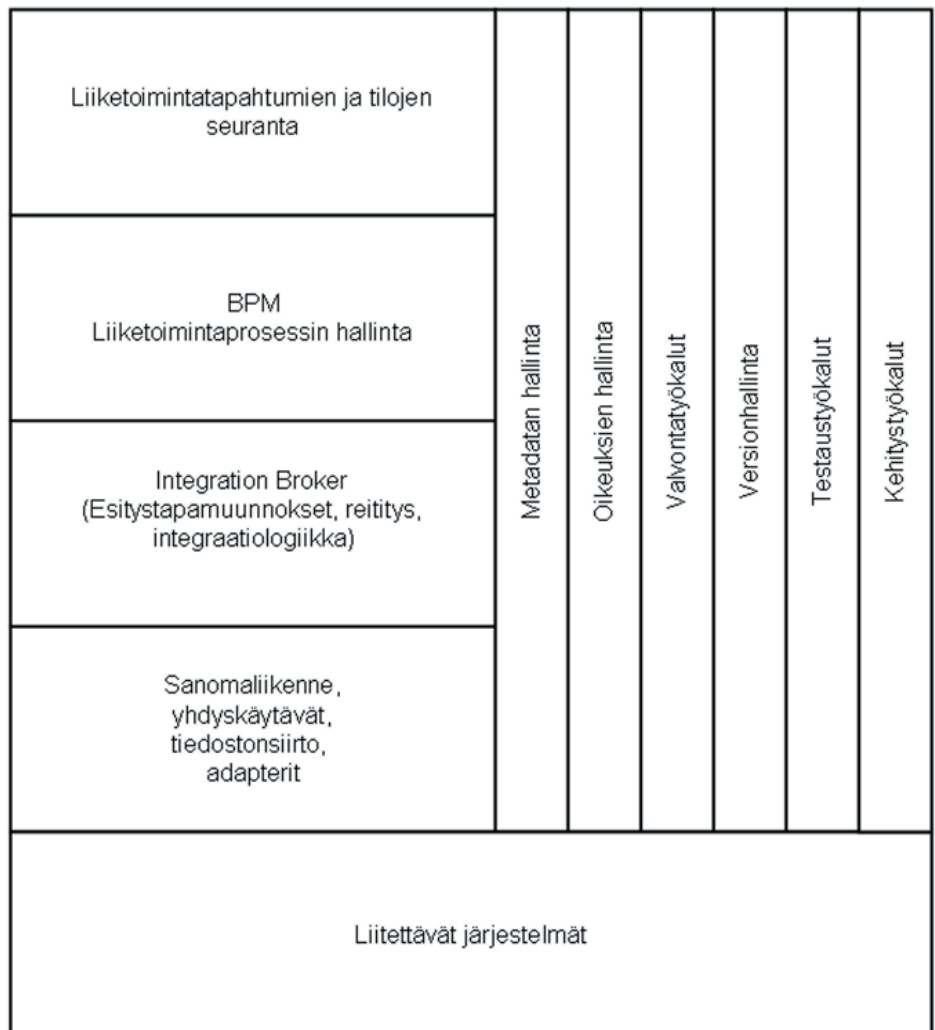 Liiketoimintatapahtumien ja tilojen
seuranta
BPM
Liiketoimintaprosessin hallinta
Integration Broker
(Esitystapamuunnokset, reititys,
integraatiologiikka)
Sanomaliikenne,
yhdyskäytävät,
tiedostonsiirto,
adapterit
Metadatan hallinta
Oikeuksien hallinta
Valvontatyökalut
Versionhallinta
Testaustyökalut
Kehitystyökalut
Liitettävät järjestelmät